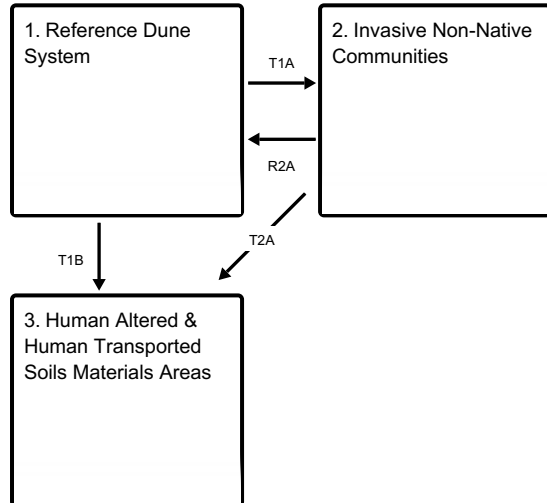 1. Reference Dune
System
2. Invasive Non-Native
Communities
T1A
R2A
T2A
T1B
3. Human Altered &
Human Transported
Soils Materials Areas